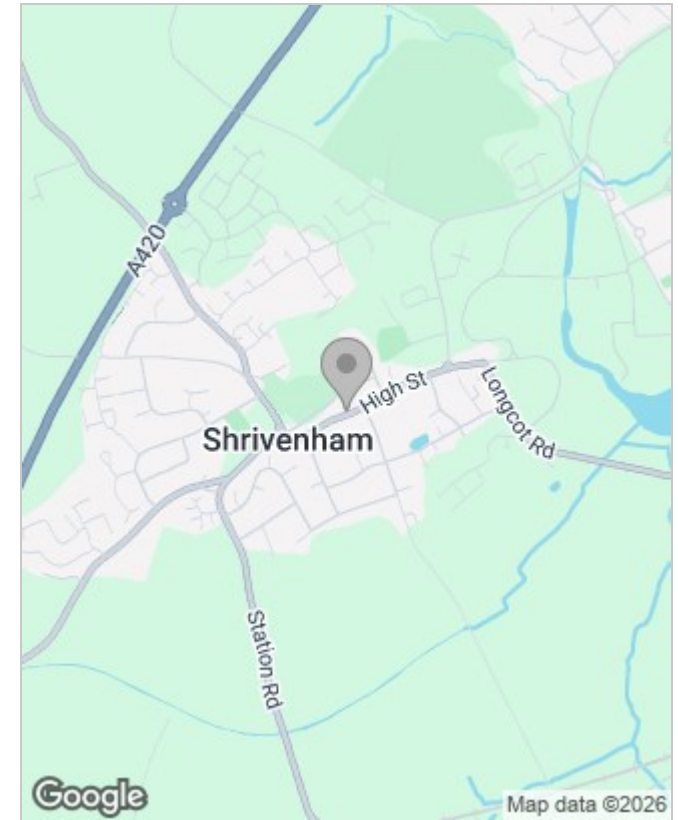 A420
High St
Longcot Rd
Shrivenham
Station Rd
Google
Map data ©2026